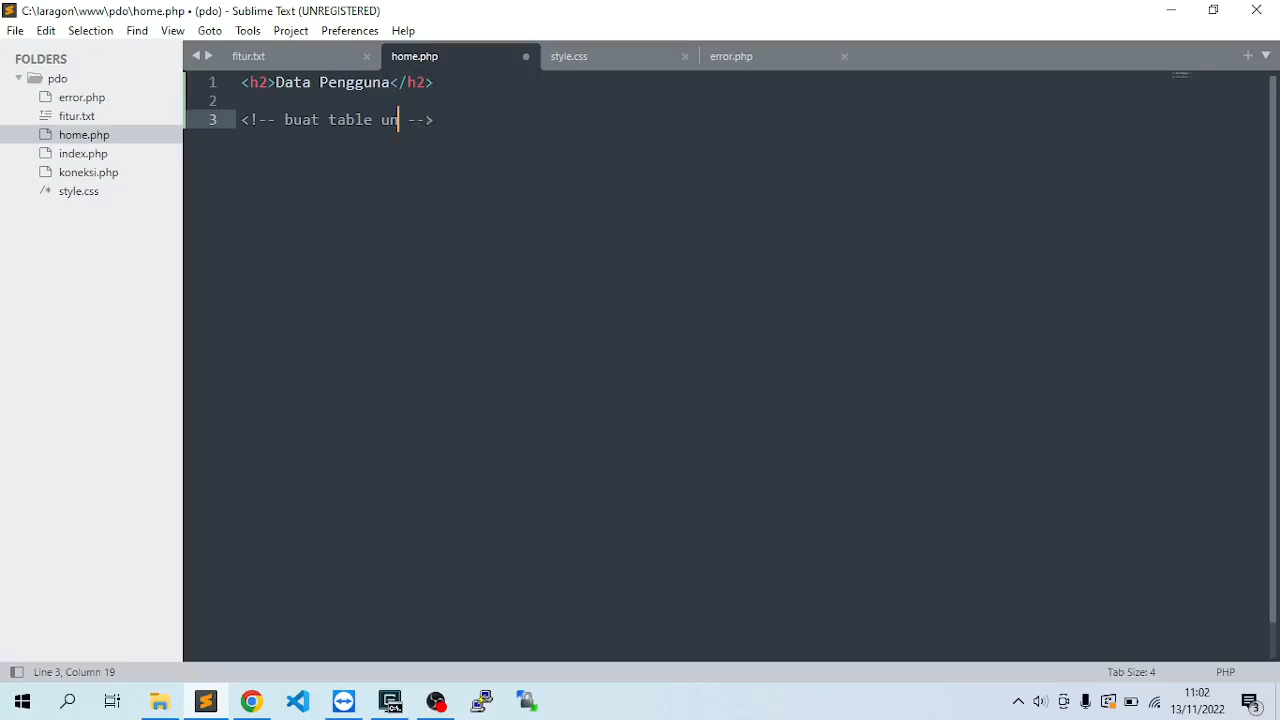 C:\laragon\www\pdo\home.php • (pdo) - Sublime Text (UNREGISTERED)
File Edit Selection Find View Goto Tools Project Preferences Help
FOLDERS
pdo
error.php
fitur.txt
home.php
index.php
koneksi.php
/* style.css
fitur.txt home.php style.css error.php
1 <h2>Data Pengguna</h2>
2
3 <!-- buat table un -->
Line 3, Column 19 Tab Size: 4 PHP
11:02
13/11/2022
3